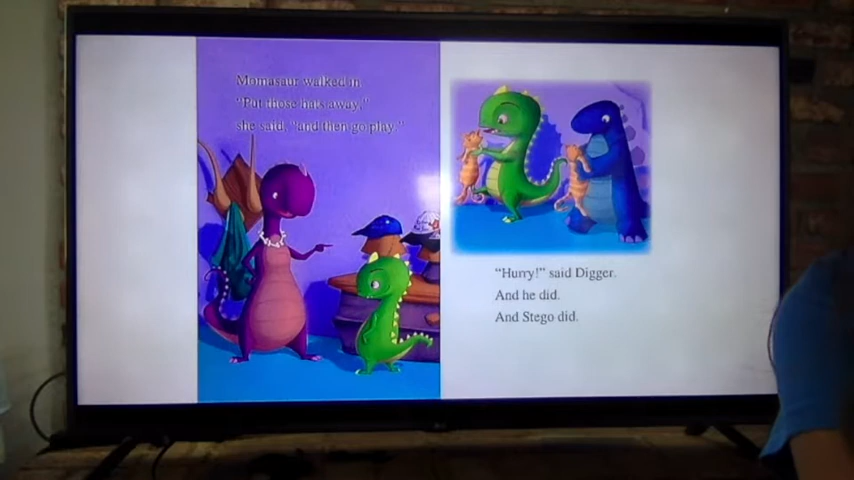 Momasaur walked in.
"Put those hats away,"
she said, "and then go play."
"Hurry!" said Digger.
And he did.
And Stego did.